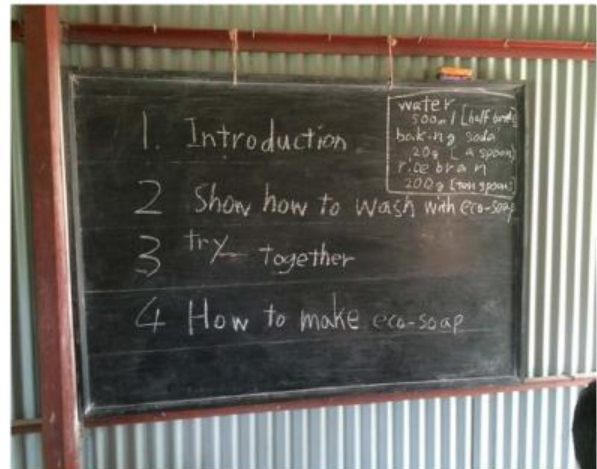 1. Introduction
2 Show how to wash with eco-soap
3 try together
4 How to make eco-soap
water
500ml [half
baking soda
20g [a spoon]
rice bran
200g [ten spoons]